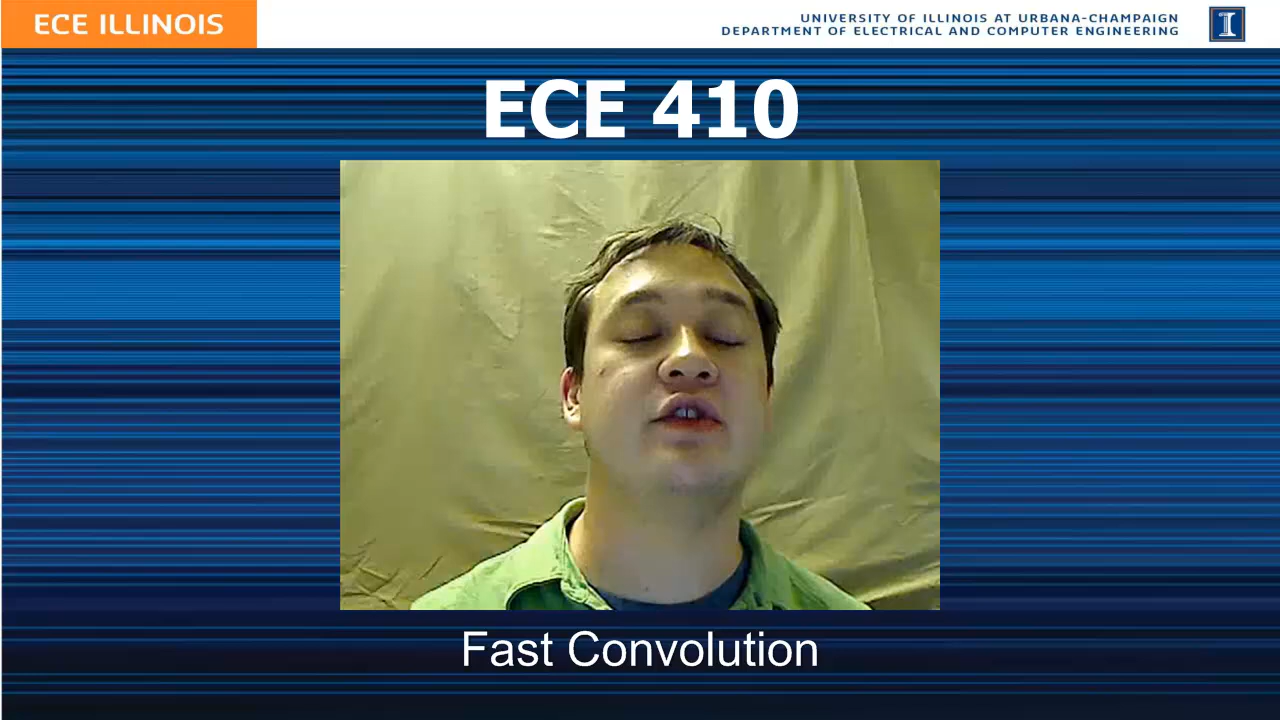 ECE ILLINOIS
UNIVERSITY OF ILLINOIS AT URBANA-CHAMPAIGN
DEPARTMENT OF ELECTRICAL AND COMPUTER ENGINEERING
I
ECE 410
Fast Convolution